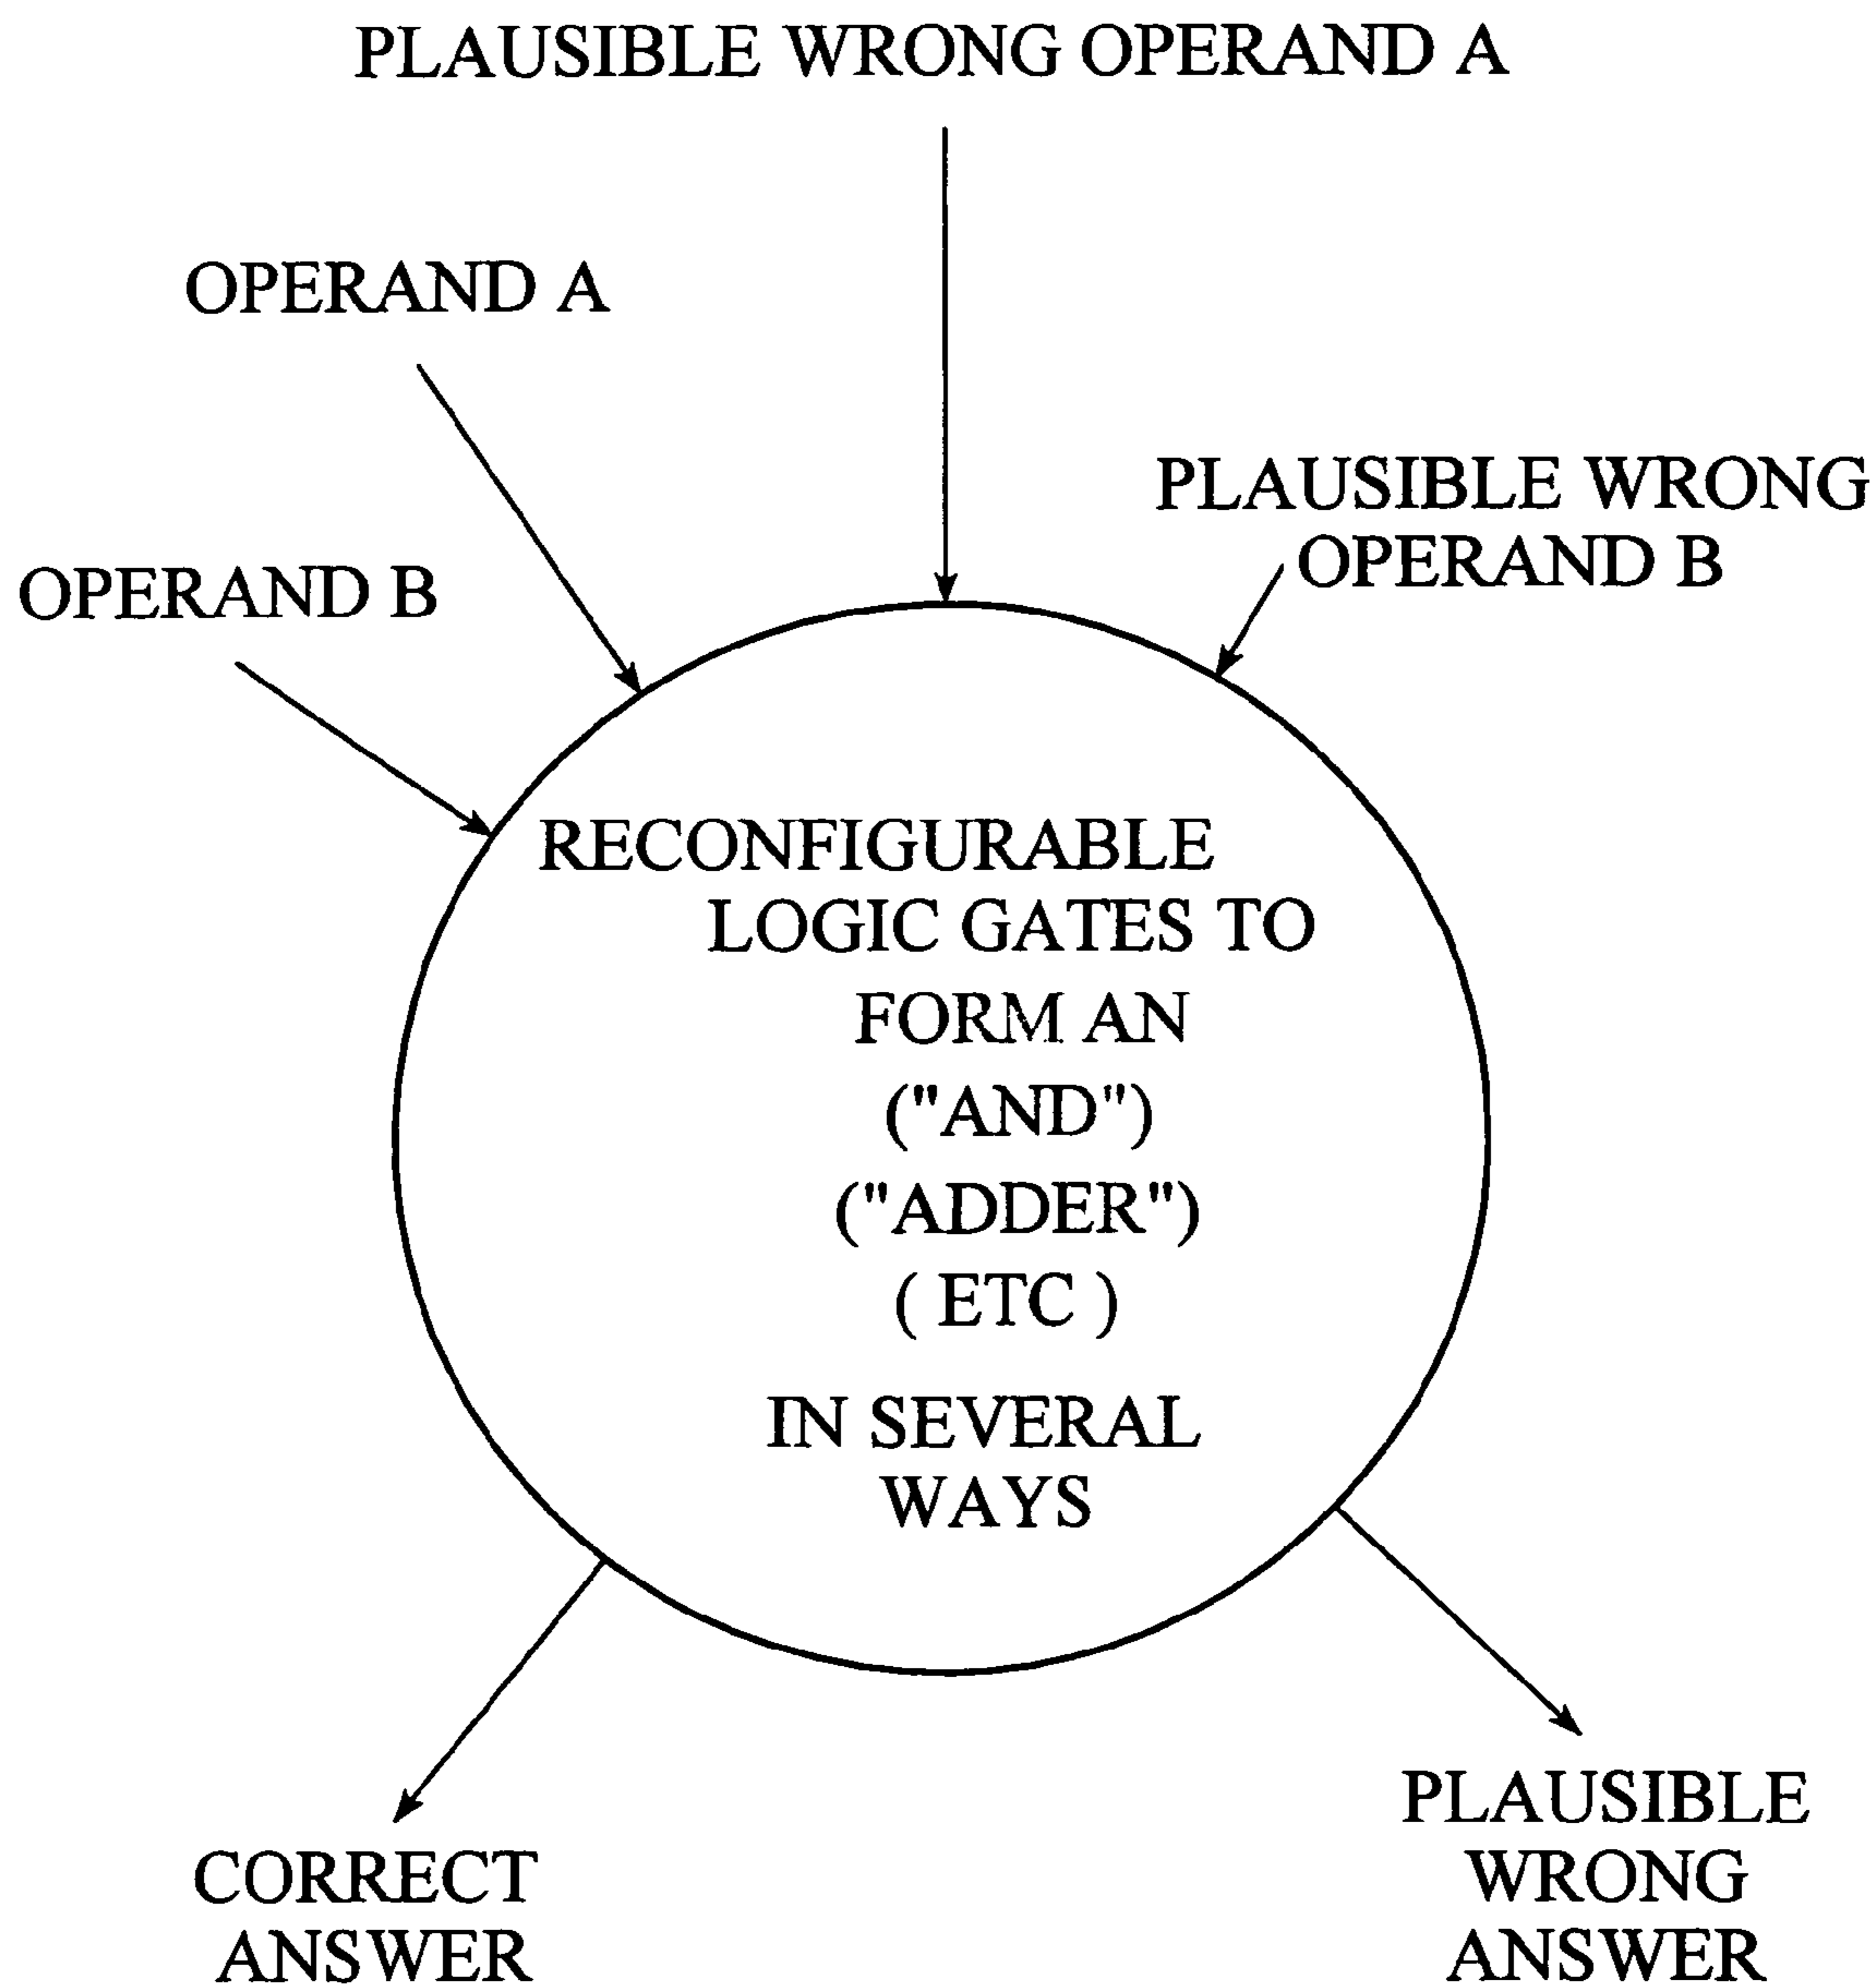 PLAUSIBLE WRONG OPERAND A
OPERAND A
PLAUSIBLE WRONG
OPERAND B
OPERAND B
RECONFIGURABLE
LOGIC GATES TO
FORM AN
("AND")
("ADDER")
( ETC )
IN SEVERAL
WAYS
CORRECT
ANSWER
PLAUSIBLE
WRONG
ANSWER